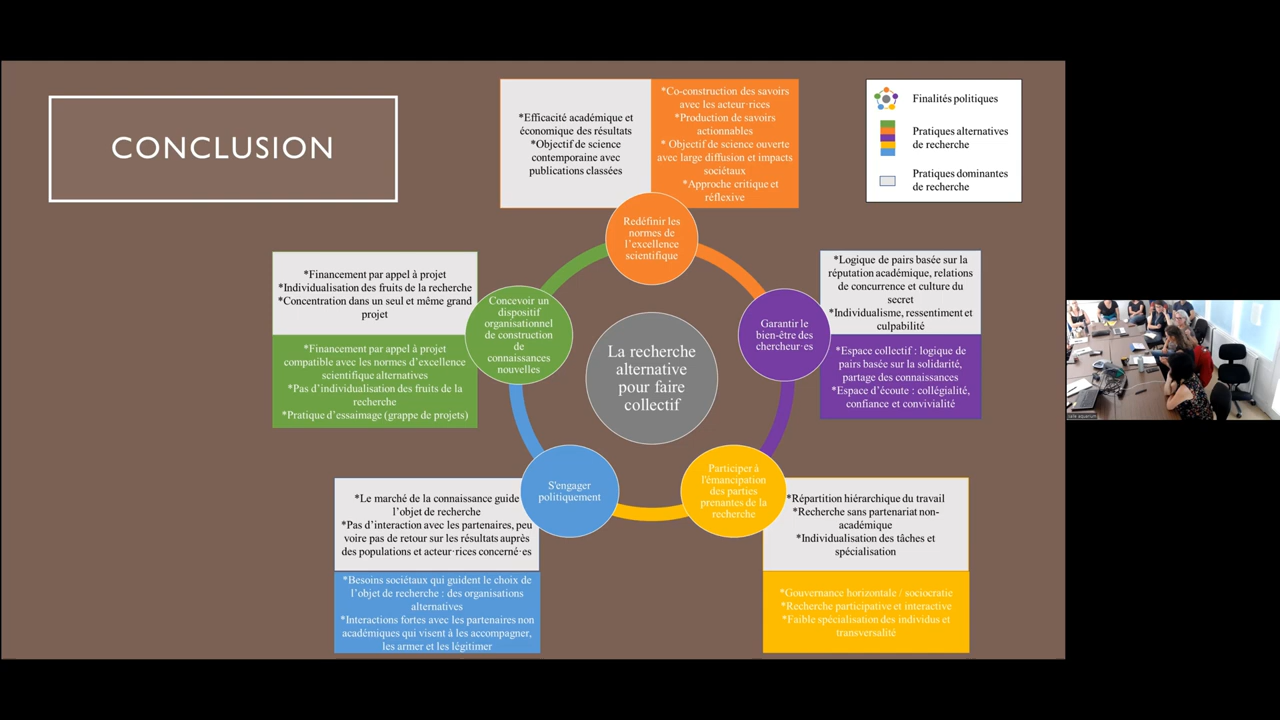 CONCLUSION
*Efficacité académique et
économique des résultats
*Objectif de science
contemporaine avec
publications classées
*Co-construction des savoirs
avec les acteur·rices
*Production de savoirs
actionnables
* Objectif de science ouverte
avec large diffusion et impacts
sociétaux
*Approche critique et
réflexive
Finalités politiques
Pratiques alternatives
de recherche
Pratiques dominantes
de recherche
Redéfinir les
normes de
l'excellence
scientifique
*Financement par appel à projet
*Individualisation des fruits de la recherche
*Concentration dans un seul et même grand
projet
*Financement par appel à projet
compatible avec les normes d'excellence
scientifique alternatives
*Pas d'individualisation des fruits de la
recherche
*Pratique d'essaimage (grappe de projets)
Concevoir un
dispositif
organisationnel
de construction
de
connaissances
nouvelles
La recherche
alternative
pour faire
collectif
Garantir le
bien-être des
chercheur·es
*Logique de pairs basée sur la
réputation académique, relations
de concurrence et culture du
secret
*Individualisme, ressentiment et
culpabilité
*Espace collectif : logique de
pairs basée sur la solidarité,
partage des connaissances
*Espace d'écoute : collégialité,
confiance et convivialité
*Le marché de la connaissance guide
l'objet de recherche
*Pas d'interaction avec les partenaires, peu
voire pas de retour sur les résultats auprès
des populations et acteur·rices concerné·es
*Besoins sociétaux qui guident le choix de
l'objet de recherche : des organisations
alternatives
*Interactions fortes avec les partenaires non
académiques qui visent à les accompagner,
les armer et les légitimer
S'engager
politiquement
Participer à
l'émancipation
des parties
prenantes de la
recherche
*Répartition hiérarchique du travail
*Recherche sans partenariat non-
académique
*Individualisation des tâches et
spécialisation
*Gouvernance horizontale / sociocratie
*Recherche participative et interactive
*Faible spécialisation des individus et
transversalité
salle aquarium